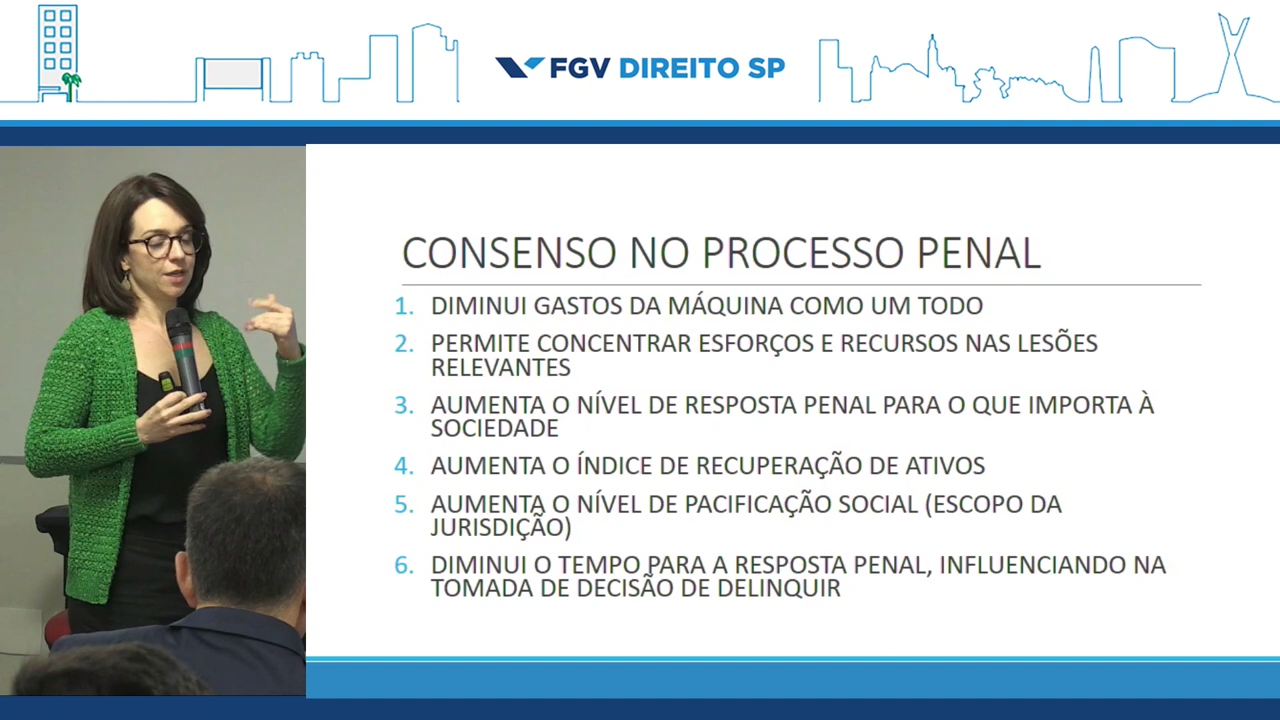 FGV DIREITO SP
CONSENSO NO PROCESSO PENAL
1. DIMINUI GASTOS DA MÁQUINA COMO UM TODO
2. PERMITE CONCENTRAR ESFORÇOS E RECURSOS NAS LESÕES
RELEVANTES
3. AUMENTA O NÍVEL DE RESPOSTA PENAL PARA O QUE IMPORTA À
SOCIEDADE
4. AUMENTA O ÍNDICE DE RECUPERAÇÃO DE ATIVOS
5. AUMENTA O NÍVEL DE PACIFICAÇÃO SOCIAL (ESCOPO DA
JURISDIÇÃO)
6. DIMINUI O TEMPO PARA A RESPOSTA PENAL, INFLUENCIANDO NA
TOMADA DE DECISÃO DE DELINQUIR